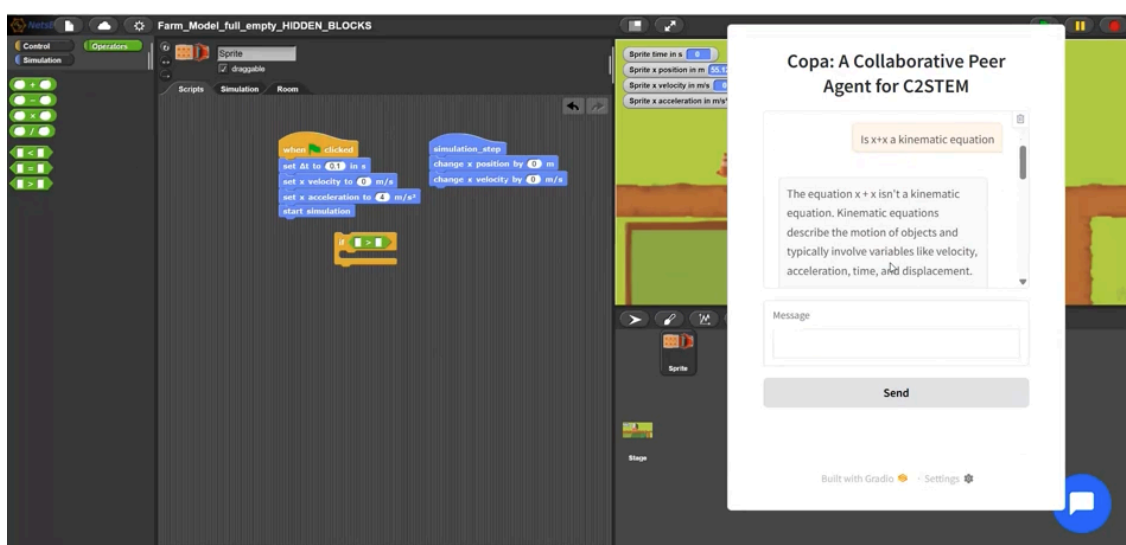 Farm_Model_full_empty_HIDDEN_BLOCKS
Control
Operators
Simulation
+
−
×
/
<
=
>
Sprite
draggable
Scripts
Simulation
Room
when clicked
set Δt to 0.1 in s
set x velocity to 0 m/s
set x acceleration to 4 m/s²
start simulation
if >
simulation_step
change x position by 0 m
change x velocity by 0 m/s
Sprite time in s 0
Sprite x position in m
Sprite x velocity in m/s 0
Sprite x acceleration in m/s²
Sprite
Stage
Copa: A Collaborative Peer
Agent for C2STEM
Is x+x a kinematic equation
The equation x + x isn't a kinematic
equation. Kinematic equations
describe the motion of objects and
typically involve variables like velocity,
acceleration, time, and displacement.
Message
Send
Built with Gradio · Settings